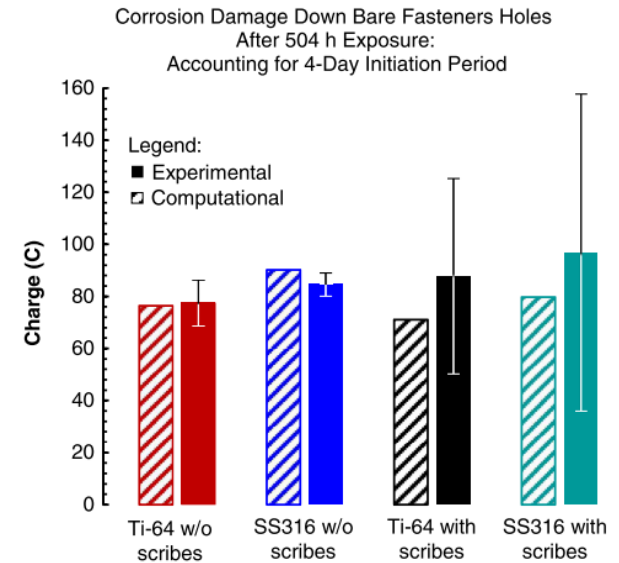 Corrosion Damage Down Bare Fasteners Holes
After 504 h Exposure:
Accounting for 4-Day Initiation Period
160
140
120
100
80
60
40
20
0
Charge (C)
Legend:
Experimental
Computational
Ti-64 w/o
scribes
SS316 w/o
scribes
Ti-64 with
scribes
SS316 with
scribes